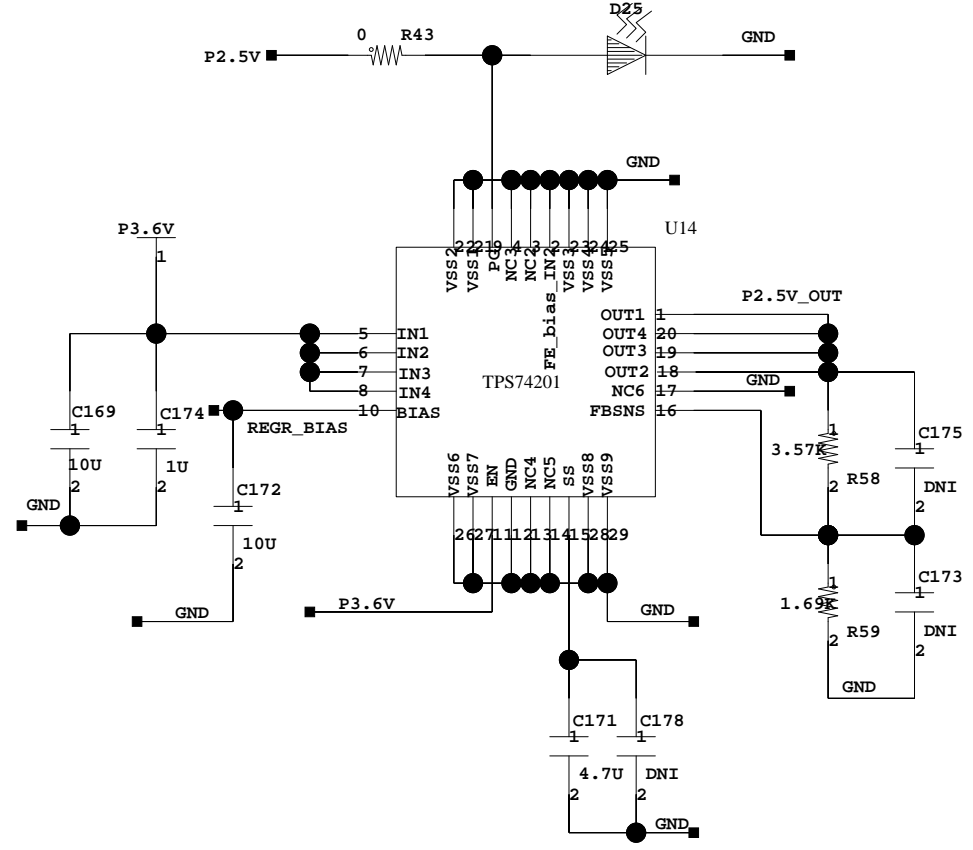 D25
0 R43
GND
P2.5V
GND
U14
P3.6V
1
VSS2
VSS1
PG
NC3
NC2
FE_bias_IN2
VSS3
VSS4
VSS5
22
21
9
4
3
2
23
24
25
P2.5V_OUT
OUT1 1
OUT4 20
OUT3 19
OUT2 18
NC6 17
GND
FBSNS 16
TPS74201
5 IN1
6 IN2
7 IN3
8 IN4
10 BIAS
REGR_BIAS
C169
1
10U
2
C174
1
1U
2
GND
C172
1
10U
2
GND
1
3.57K
R58
2
C175
1
DNI
2
VSS6
VSS7
EN
GND
NC4
NC5
SS
VSS8
VSS9
26
27
11
12
13
14
15
28
29
P3.6V
GND
1
1.69K
R59
2
C173
1
DNI
2
GND
C171
1
4.7U
2
C178
1
DNI
2
GND